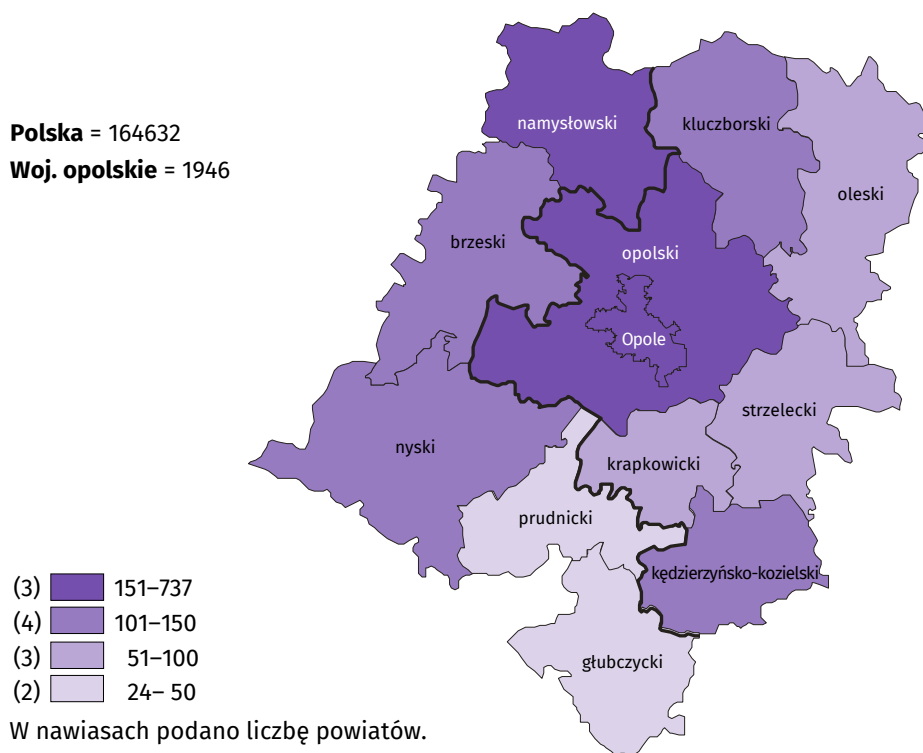 Polska = 164632
Woj. opolskie = 1946
namysłowski
kluczborski
oleski
brzeski
opolski
Opole
strzelecki
nyski
krapkowicki
prudnicki
kędzierzyńsko-kozielski
głubczycki
(3) 151–737
(4) 101–150
(3) 51–100
(2) 24– 50
W nawiasach podano liczbę powiatów.